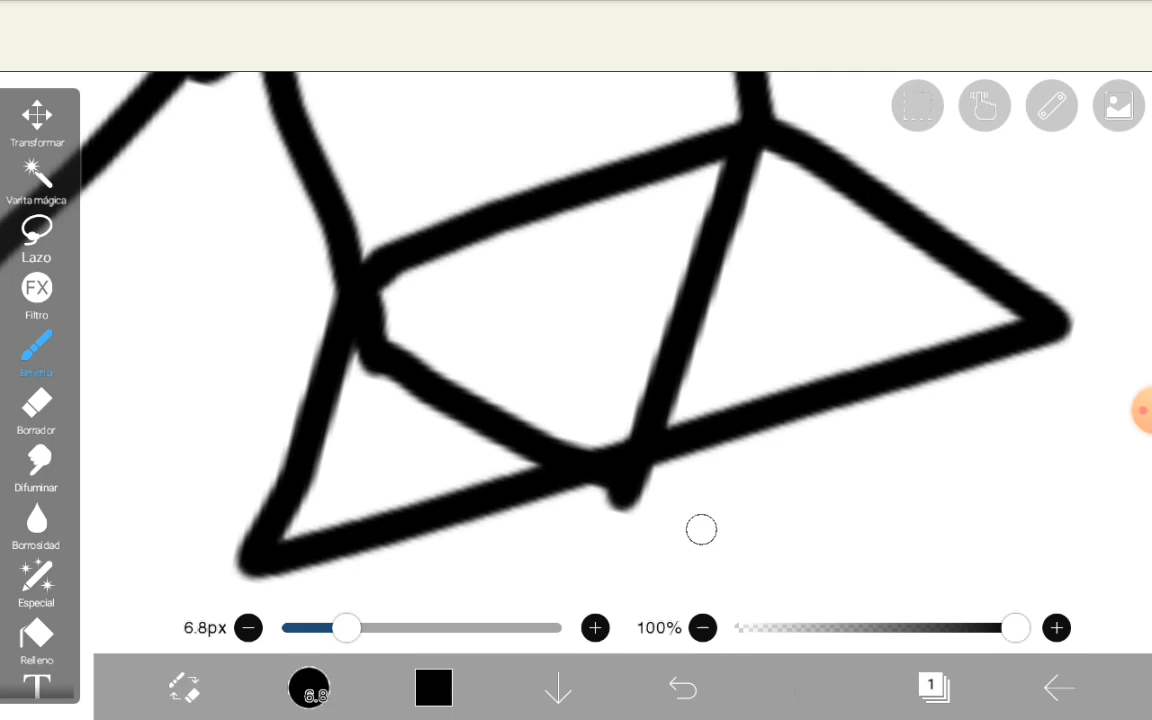 Transformar
Varita mágica
Lazo
FX
Filtro
Brocha
Borrador
Difuminar
Borrosidad
Especial
Relleno
T
6.8px
100%
6.8
1